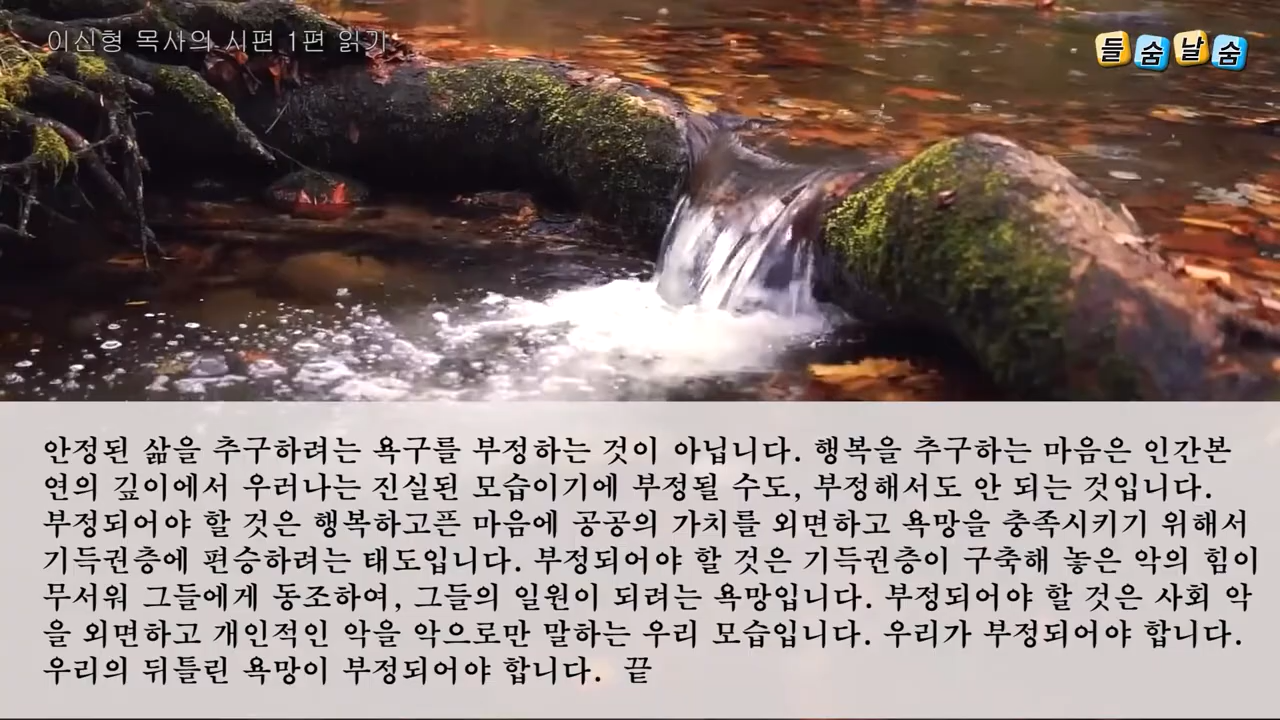 이신형 목사의 시편 1편 읽기
들숨날숨
안정된 삶을 추구하려는 욕구를 부정하는 것이 아닙니다. 행복을 추구하는 마음은 인간본
연의 깊이에서 우러나는 진실된 모습이기에 부정될 수도, 부정해서도 안 되는 것입니다.
부정되어야 할 것은 행복하고픈 마음에 공공의 가치를 외면하고 욕망을 충족시키기 위해서
기득권층에 편승하려는 태도입니다. 부정되어야 할 것은 기득권층이 구축해 놓은 악의 힘이
무서워 그들에게 동조하여, 그들의 일원이 되려는 욕망입니다. 부정되어야 할 것은 사회 악
을 외면하고 개인적인 악을 악으로만 말하는 우리 모습입니다. 우리가 부정되어야 합니다.
우리의 뒤틀린 욕망이 부정되어야 합니다. 끝